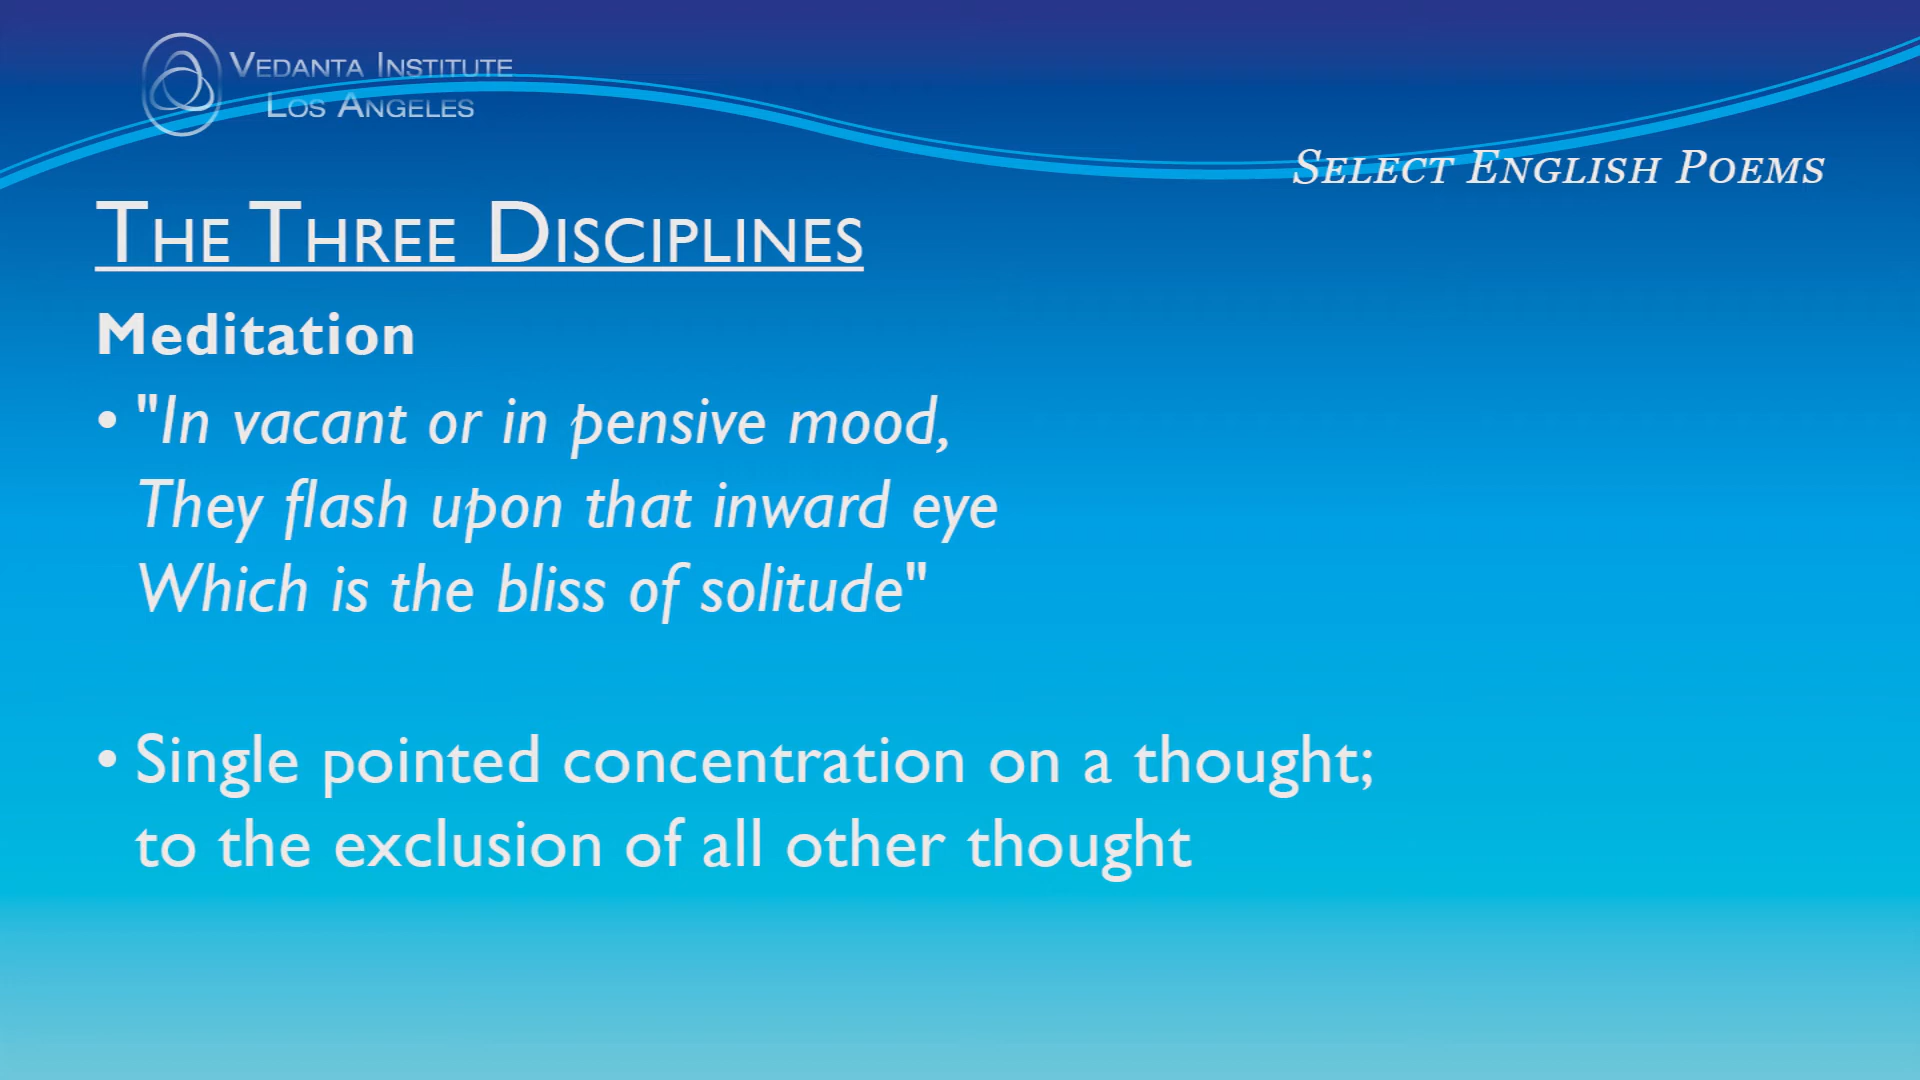 VEDANTA INSTITUTE
LOS ANGELES
SELECT ENGLISH POEMS
THE THREE DISCIPLINES
Meditation
• "In vacant or in pensive mood,
They flash upon that inward eye
Which is the bliss of solitude"
• Single pointed concentration on a thought;
to the exclusion of all other thought